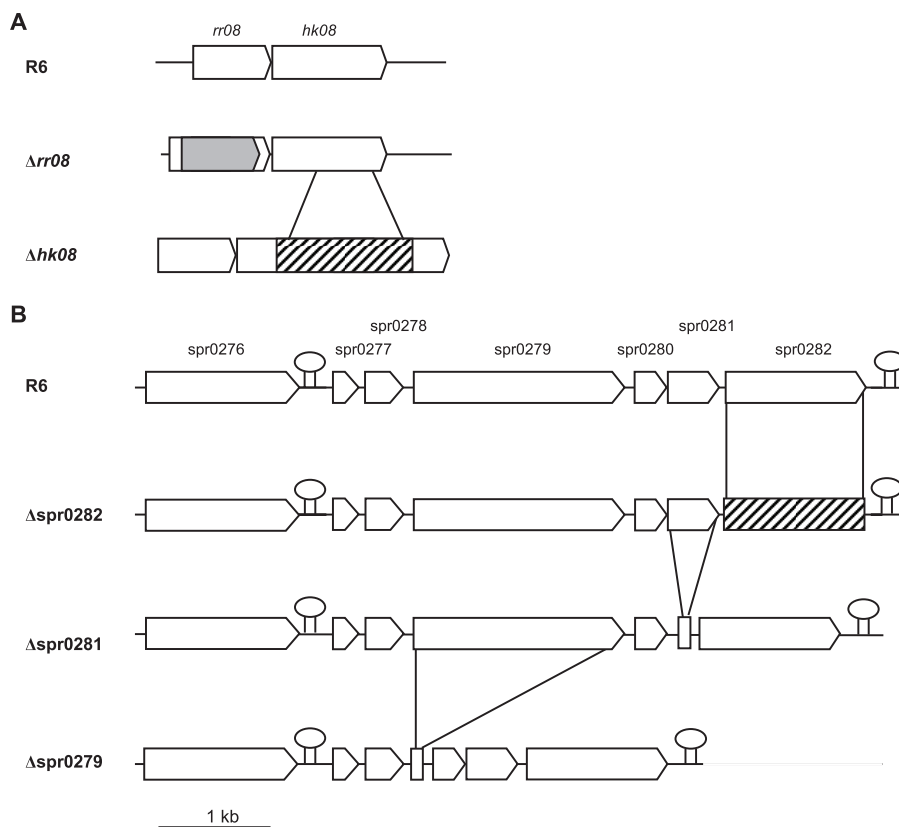 A
rr08 hk08
R6
Δrr08
Δhk08
B
spr0278 spr0281
spr0276 spr0277 spr0279 spr0280 spr0282
R6
Δspr0282
Δspr0281
Δspr0279
1 kb